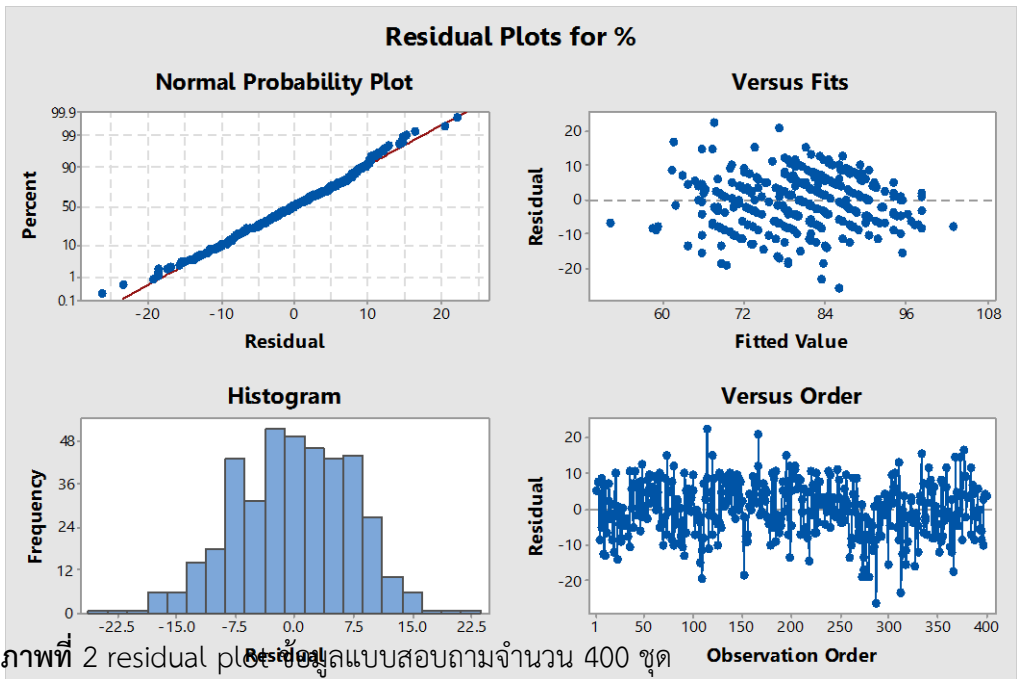 Residual Plots for %
Normal Probability Plot
99.9
99
90
50
10
1
0.1
Percent
-20 -10 0 10 20
Residual
Versus Fits
20
10
0
-10
-20
Residual
60 72 84 96 108
Fitted Value
Histogram
48
36
24
12
0
Frequency
-22.5 -15.0 -7.5 0.0 7.5 15.0 22.5
Residual
Versus Order
20
10
0
-10
-20
Residual
1 50 100 150 200 250 300 350 400
Observation Order
ภาพที่ 2 residual plot ข้อมูลแบบสอบถามจำนวน 400 ชุด